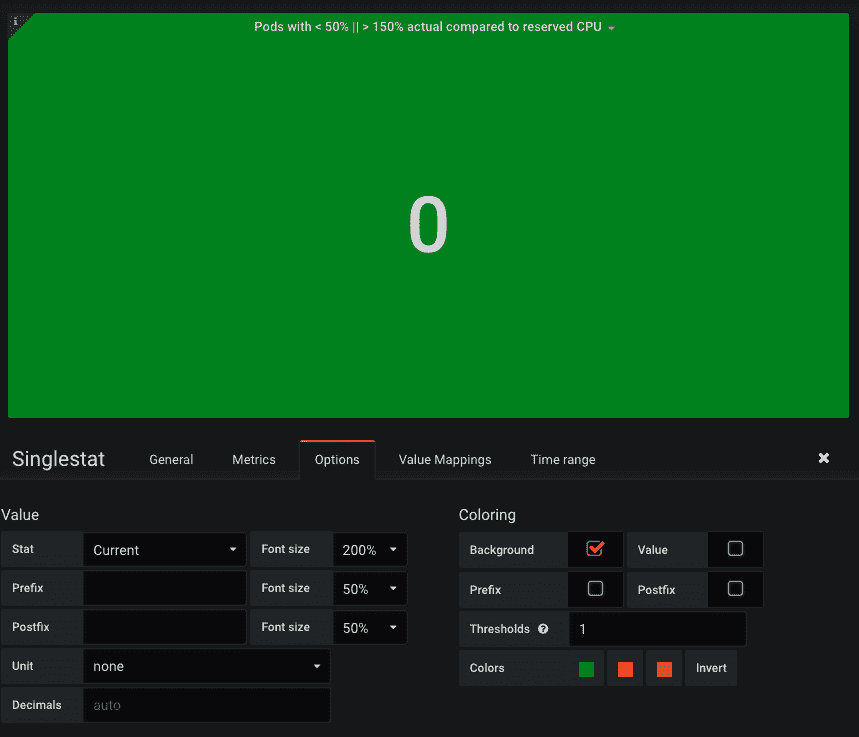 i
Pods with < 50% || > 150% actual compared to reserved CPU
0
Singlestat General Metrics Options Value Mappings Time range
Value
Stat Current Font size 200%
Prefix Font size 50%
Postfix Font size 50%
Unit none
Decimals auto
Coloring
Background Value
Prefix Postfix
Thresholds ? 1
Colors Invert